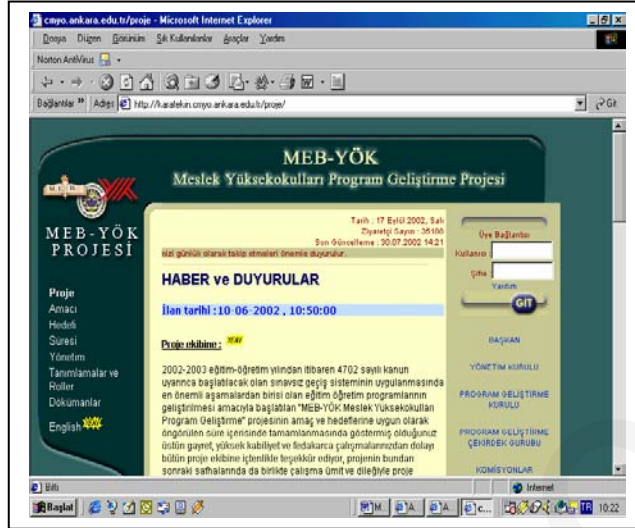 cmyo.ankara.edu.tr/proje - Microsoft Internet Explorer
Dosya Düzen Görünüm Sık Kullanılanlar Araçlar Yardım
Norton AntiVirus
Bağlantılar Adres http://karatekin.cmyo.ankara.edu.tr/proje/ Git
MEB-YÖK
Meslek Yüksekokulları Program Geliştirme Projesi
MEB-YÖK
PROJESİ
Proje
Amacı
Hedefi
Süresi
Yönetim
Tanımlamalar ve
Roller
Dökümanlar
English
Tarih : 17 Eylül 2002, Salı
Ziyaretçi Sayısı : 35100
Son Güncelleme : 30.07.2002 14:21
nizi günlük olarak takip etmeleri önemle duyurulur.
HABER ve DUYURULAR
İlan tarihi :10-06-2002 , 10:50:00
Proje ekibine :
2002-2003 eğitim-öğretim yılından itibaren 4702 sayılı kanun
uyarınca başlatılacak olan sınavsız geçiş sisteminin uygulanmasında
en önemli aşamalardan birisi olan eğitim öğretim programlarının
geliştirilmesi amacıyla başlatılan "MEB-YÖK Meslek Yüksekokulları
Program Geliştirme" projesinin amaç ve hedeflerine uygun olarak
öngörülen süre içerisinde tamamlanmasında göstermiş olduğunuz
üstün gayret, yüksek kabiliyet ve fedakarca çalışmalarınızdan dolayı
bütün proje ekibine içtenlikle teşekkür ediyor, projenin bundan
sonraki safhalarında da birlikte çalışma ümit ve dileğiyle proje
Üye Bağlantısı
Kullanıcı :
Şifre :
Yardım
GIT
BAŞKAN
YÖNETİM KURULU
PROGRAM GELİŞTİRME
KURULU
PROGRAM GELİŞTİRME
ÇEKİRDEK GURUBU
KOMİSYONLAR
Bitti Internet
Başlat TR 10:22